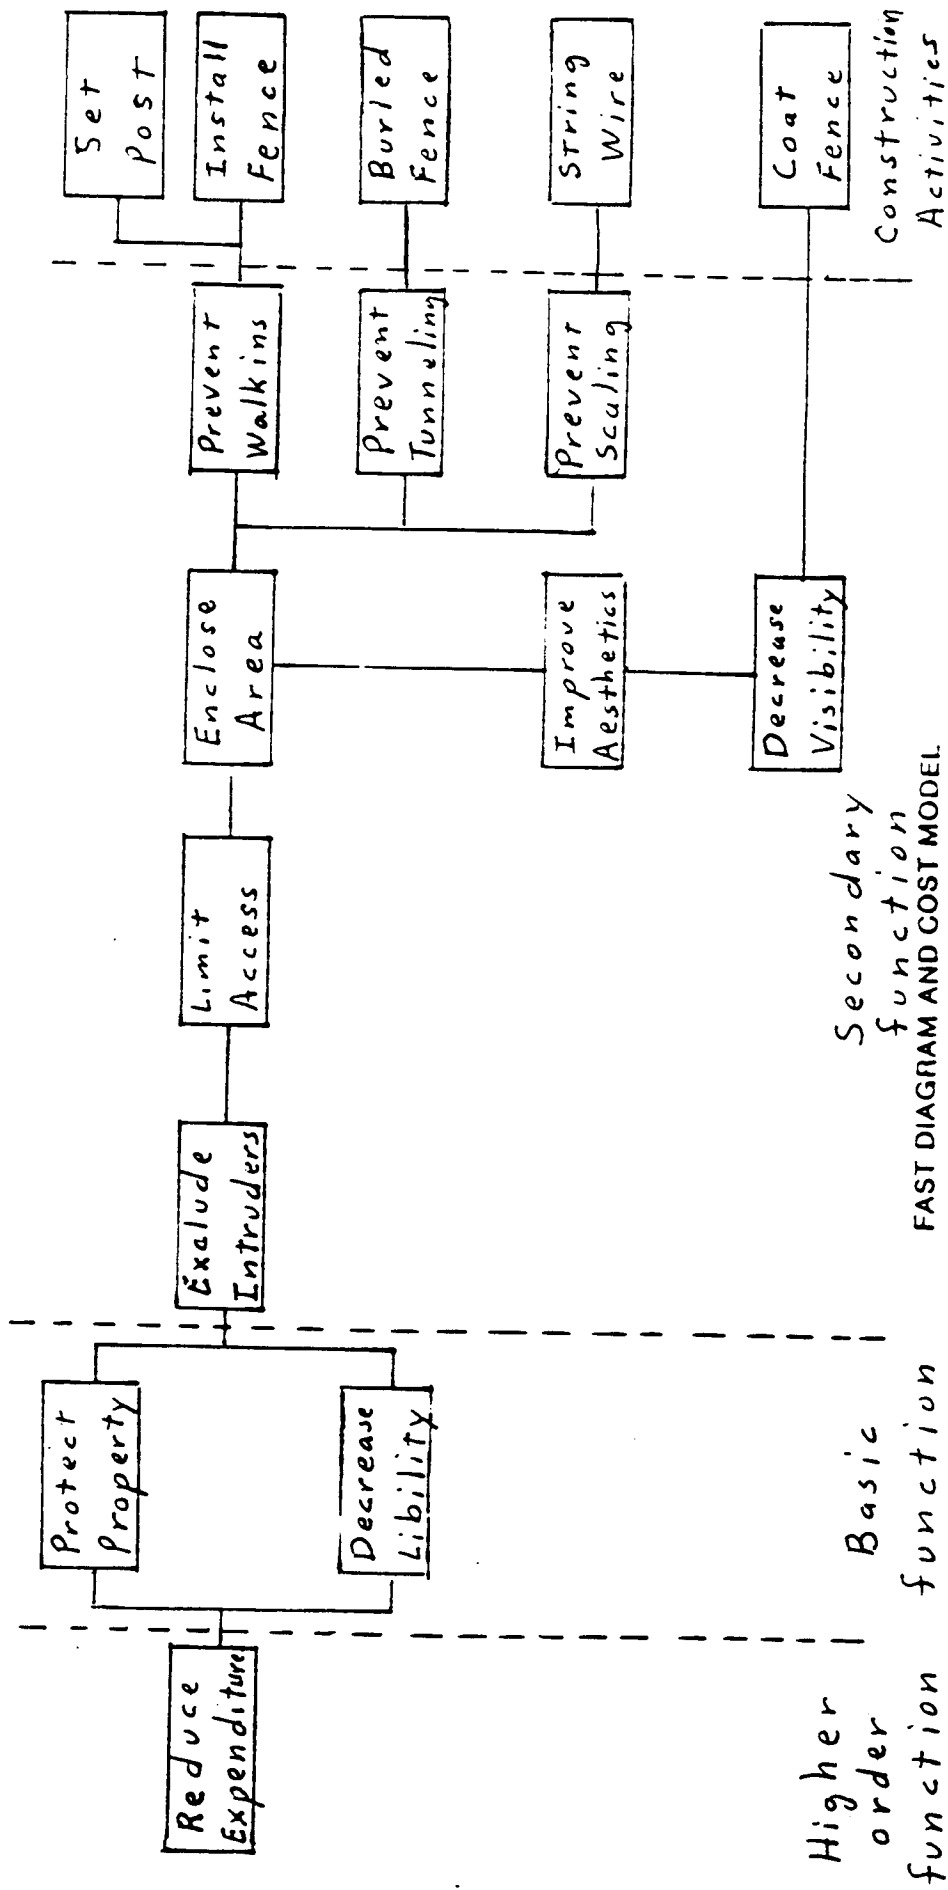 Reduce
Expenditure
Protect
Property
Decrease
Libility
Exalude
Intruders
Limit
Access
Enclose
Area
Improve
Aesthetics
Decrease
Visibility
Prevent
Walkins
Prevent
Tunneling
Prevent
Scaling
Set
Post
Install
Fence
Buried
Fence
String
Wire
Coat
Fence
Higher
order
function
Basic
function
Secondary
function
Construction
Activities
FAST DIAGRAM AND COST MODEL